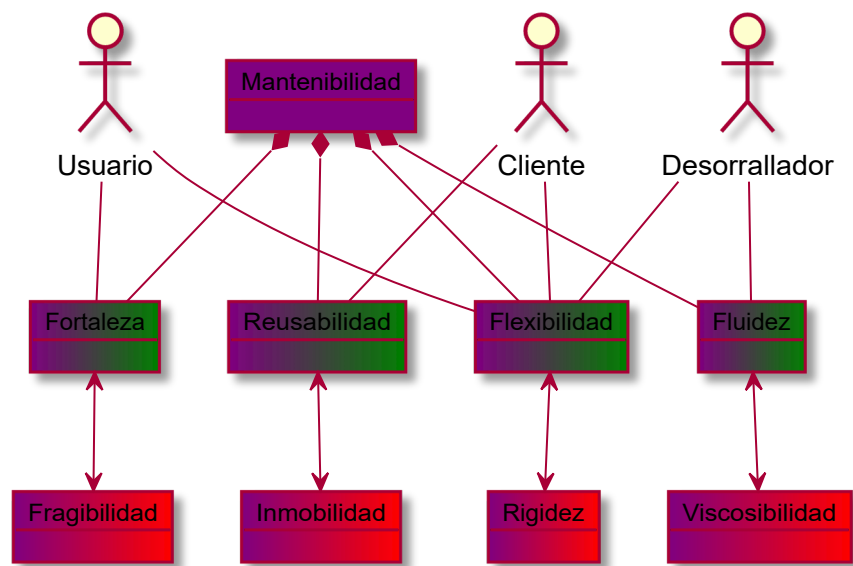 Mantenibilidad
Usuario
Cliente
Desorrallador
Fortaleza
Reusabilidad
Flexibilidad
Fluidez
Fragibilidad
Inmobilidad
Rigidez
Viscosibilidad